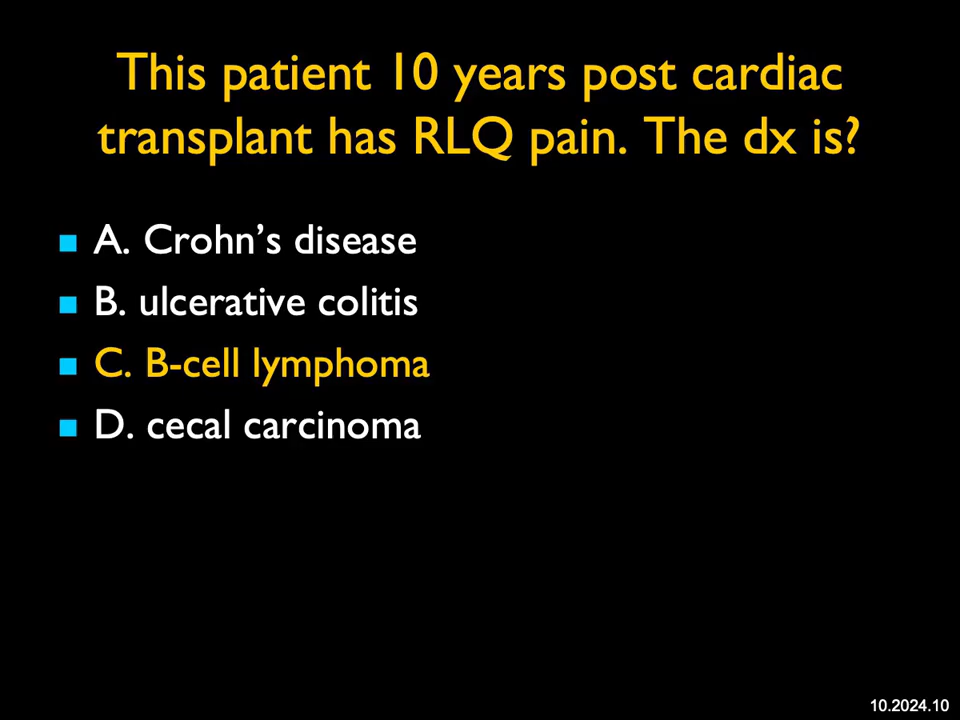 This patient 10 years post cardiac
transplant has RLQ pain. The dx is?
A. Crohn’s disease
B. ulcerative colitis
C. B-cell lymphoma
D. cecal carcinoma
10.2024.10